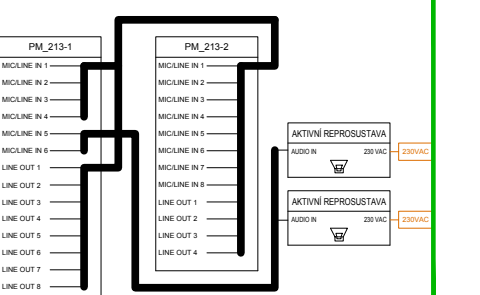 PM_213-1
MIC/LINE IN 1
MIC/LINE IN 2
MIC/LINE IN 3
MIC/LINE IN 4
MIC/LINE IN 5
MIC/LINE IN 6
LINE OUT 1
LINE OUT 2
LINE OUT 3
LINE OUT 4
LINE OUT 5
LINE OUT 6
LINE OUT 7
LINE OUT 8
PM_213-2
MIC/LINE IN 1
MIC/LINE IN 2
MIC/LINE IN 3
MIC/LINE IN 4
MIC/LINE IN 5
MIC/LINE IN 6
MIC/LINE IN 7
MIC/LINE IN 8
LINE OUT 1
LINE OUT 2
LINE OUT 3
LINE OUT 4
AKTIVNÍ REPROSUSTAVA
AUDIO IN 230 VAC 230VAC
AKTIVNÍ REPROSUSTAVA
AUDIO IN 230 VAC 230VAC